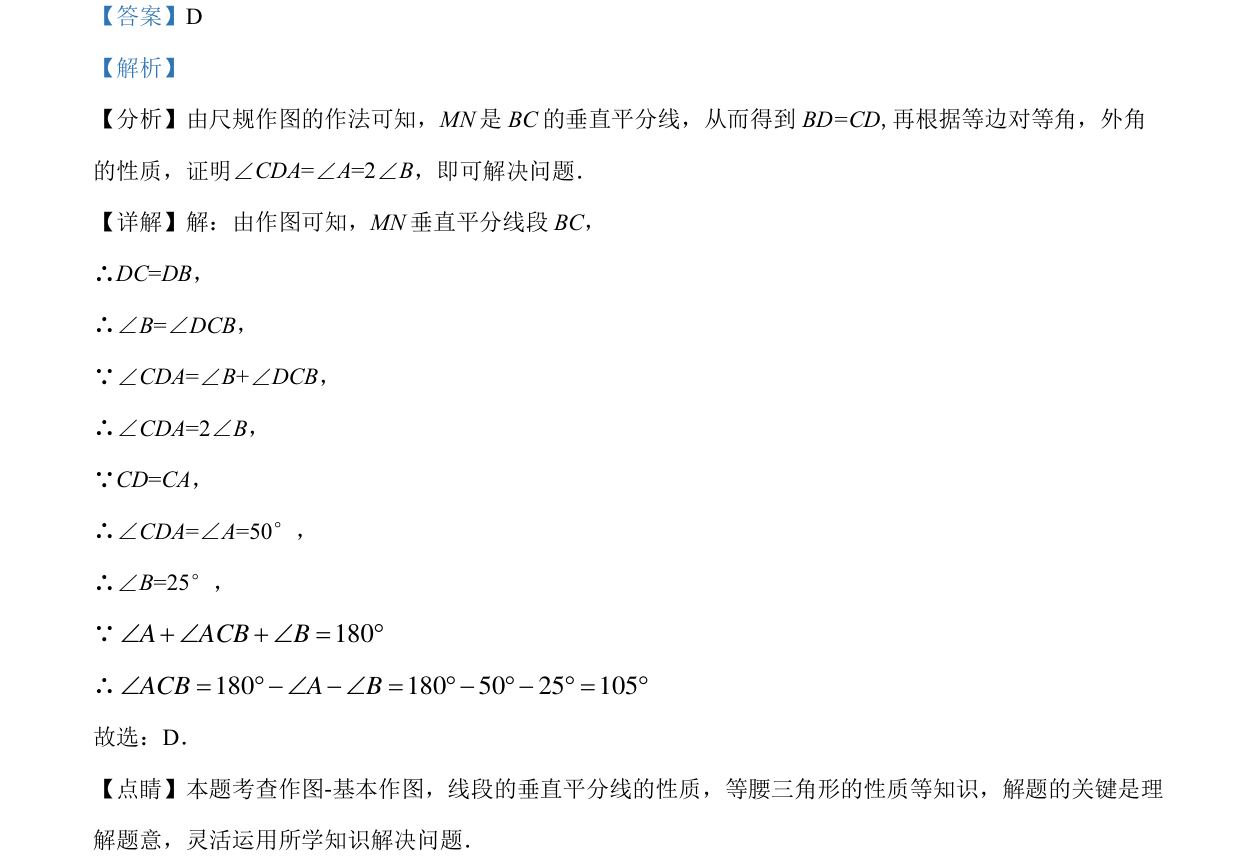 【答案】D
【解析】
【分析】由尺规作图的作法可知，MN是BC的垂直平分线，从而得到BD=CD,再根据等边对等角，外角
的性质，证明∠CDA=∠A=2∠B，即可解决问题．
【详解】解：由作图可知，MN垂直平分线段BC，
∴DC=DB，
∴∠B=∠DCB，
∵∠CDA=∠B+∠DCB，
∴∠CDA=2∠B，
∵CD=CA，
∴∠CDA=∠A=50°，
∴∠B=25°，
∵∠A+∠ACB+∠B=180°
∴∠ACB=180°−∠A−∠B=180°−50°−25°=105°
故选：D．
【点睛】本题考查作图-基本作图，线段的垂直平分线的性质，等腰三角形的性质等知识，解题的关键是理
解题意，灵活运用所学知识解决问题．